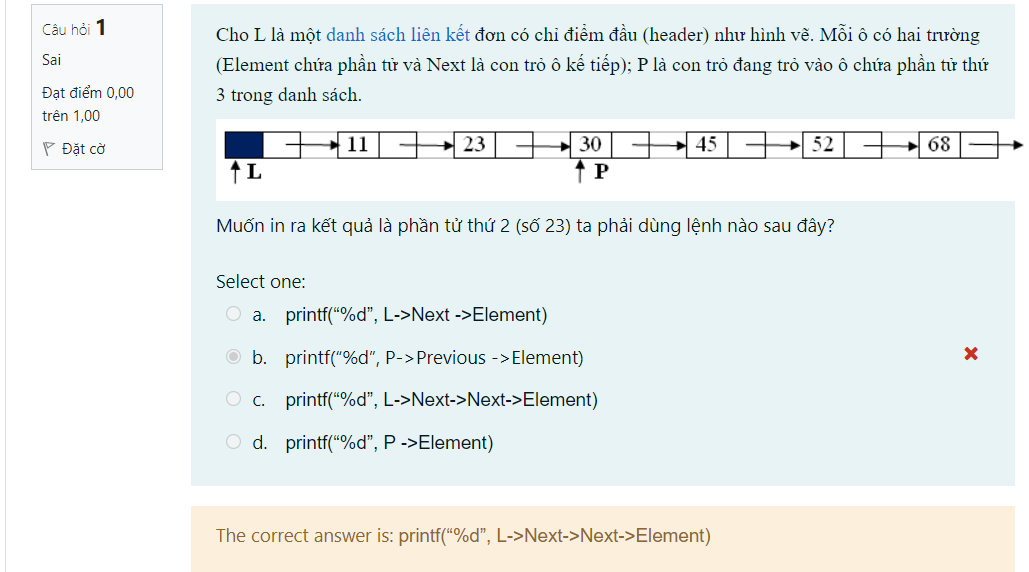 Câu hỏi 1
Sai
Đạt điểm 0,00
trên 1,00
Đặt cờ
Cho L là một danh sách liên kết đơn có chỉ điểm đầu (header) như hình vẽ. Mỗi ô có hai trường
(Element chứa phần tử và Next là con trỏ ô kế tiếp); P là con trỏ đang trỏ vào ô chứa phần tử thứ
3 trong danh sách.
11 23 30 45 52 68
L P
Muốn in ra kết quả là phần tử thứ 2 (số 23) ta phải dùng lệnh nào sau đây?
Select one:
a. printf(“%d”, L->Next ->Element)
b. printf(“%d”, P->Previous ->Element)
c. printf(“%d”, L->Next->Next->Element)
d. printf(“%d”, P ->Element)
The correct answer is: printf(“%d”, L->Next->Next->Element)